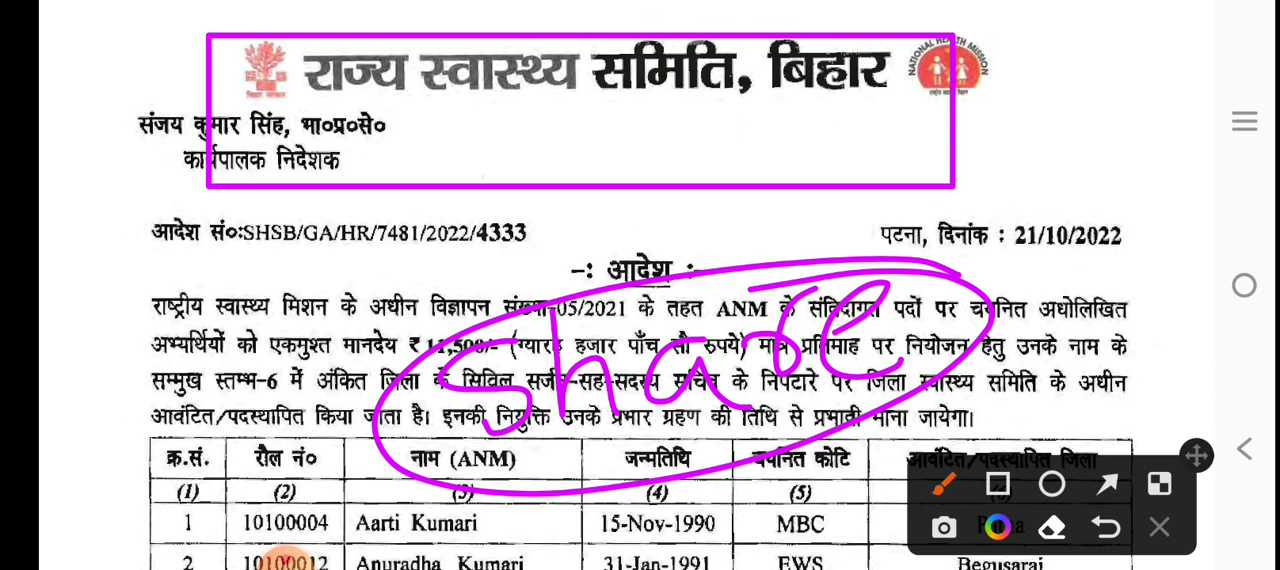 राज्य स्वास्थ्य समिति, बिहार
NATIONAL HEALTH MISSION
संजय कुमार सिंह, भा०प्र०से०
कार्यपालक निदेशक
आदेश सं०:SHSB/GA/HR/7481/2022/4333
पटना, दिनांक : 21/10/2022
-: आदेश :-
राष्ट्रीय स्वास्थ्य मिशन के अधीन विज्ञापन संख्या-05/2021 के तहत ANM के संविदागत पदों पर चयनित अधोलिखित
अभ्यर्थियों को एकमुश्त मानदेय ₹ 11,500/- (ग्यारह हजार पाँच सौ रुपये) मात्र प्रतिमाह पर नियोजन हेतु उनके नाम के
सम्मुख स्तम्भ-6 में अंकित जिला के सिविल सर्जन-सह-सदस्य सचिव के निपटारे पर जिला स्वास्थ्य समिति के अधीन
आवंटित/पदस्थापित किया जाता है। इनकी नियुक्ति उनके प्रभार ग्रहण की तिथि से प्रभावी माना जायेगा।
share
क्र.सं. रौल नं० नाम (ANM) जन्मतिथि चयनित कोटि आवंटित/पदस्थापित जिला
(1) (2) (3) (4) (5)
1 10100004 Aarti Kumari 15-Nov-1990 MBC
2 10100012 Anuradha Kumari 31-Jan-1991 EWS Begusarai